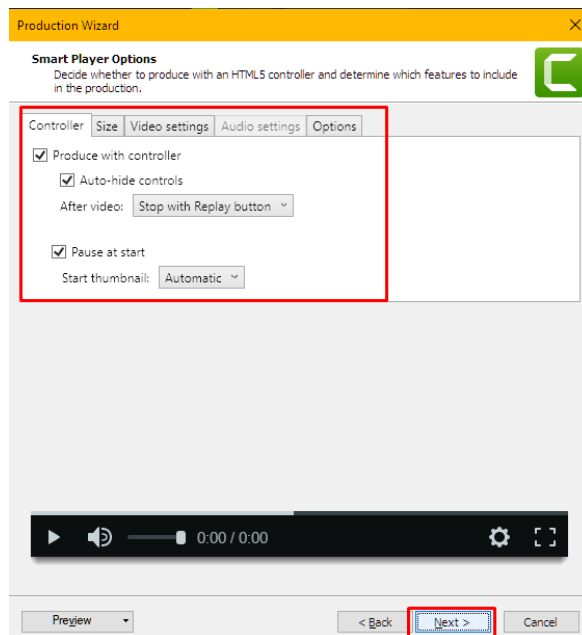 Production Wizard
Smart Player Options
Decide whether to produce with an HTML5 controller and determine which features to include
in the production.
Controller Size Video settings Audio settings Options
Produce with controller
Auto-hide controls
After video: Stop with Replay button
Pause at start
Start thumbnail: Automatic
0:00 / 0:00
Preview < Back Next > Cancel